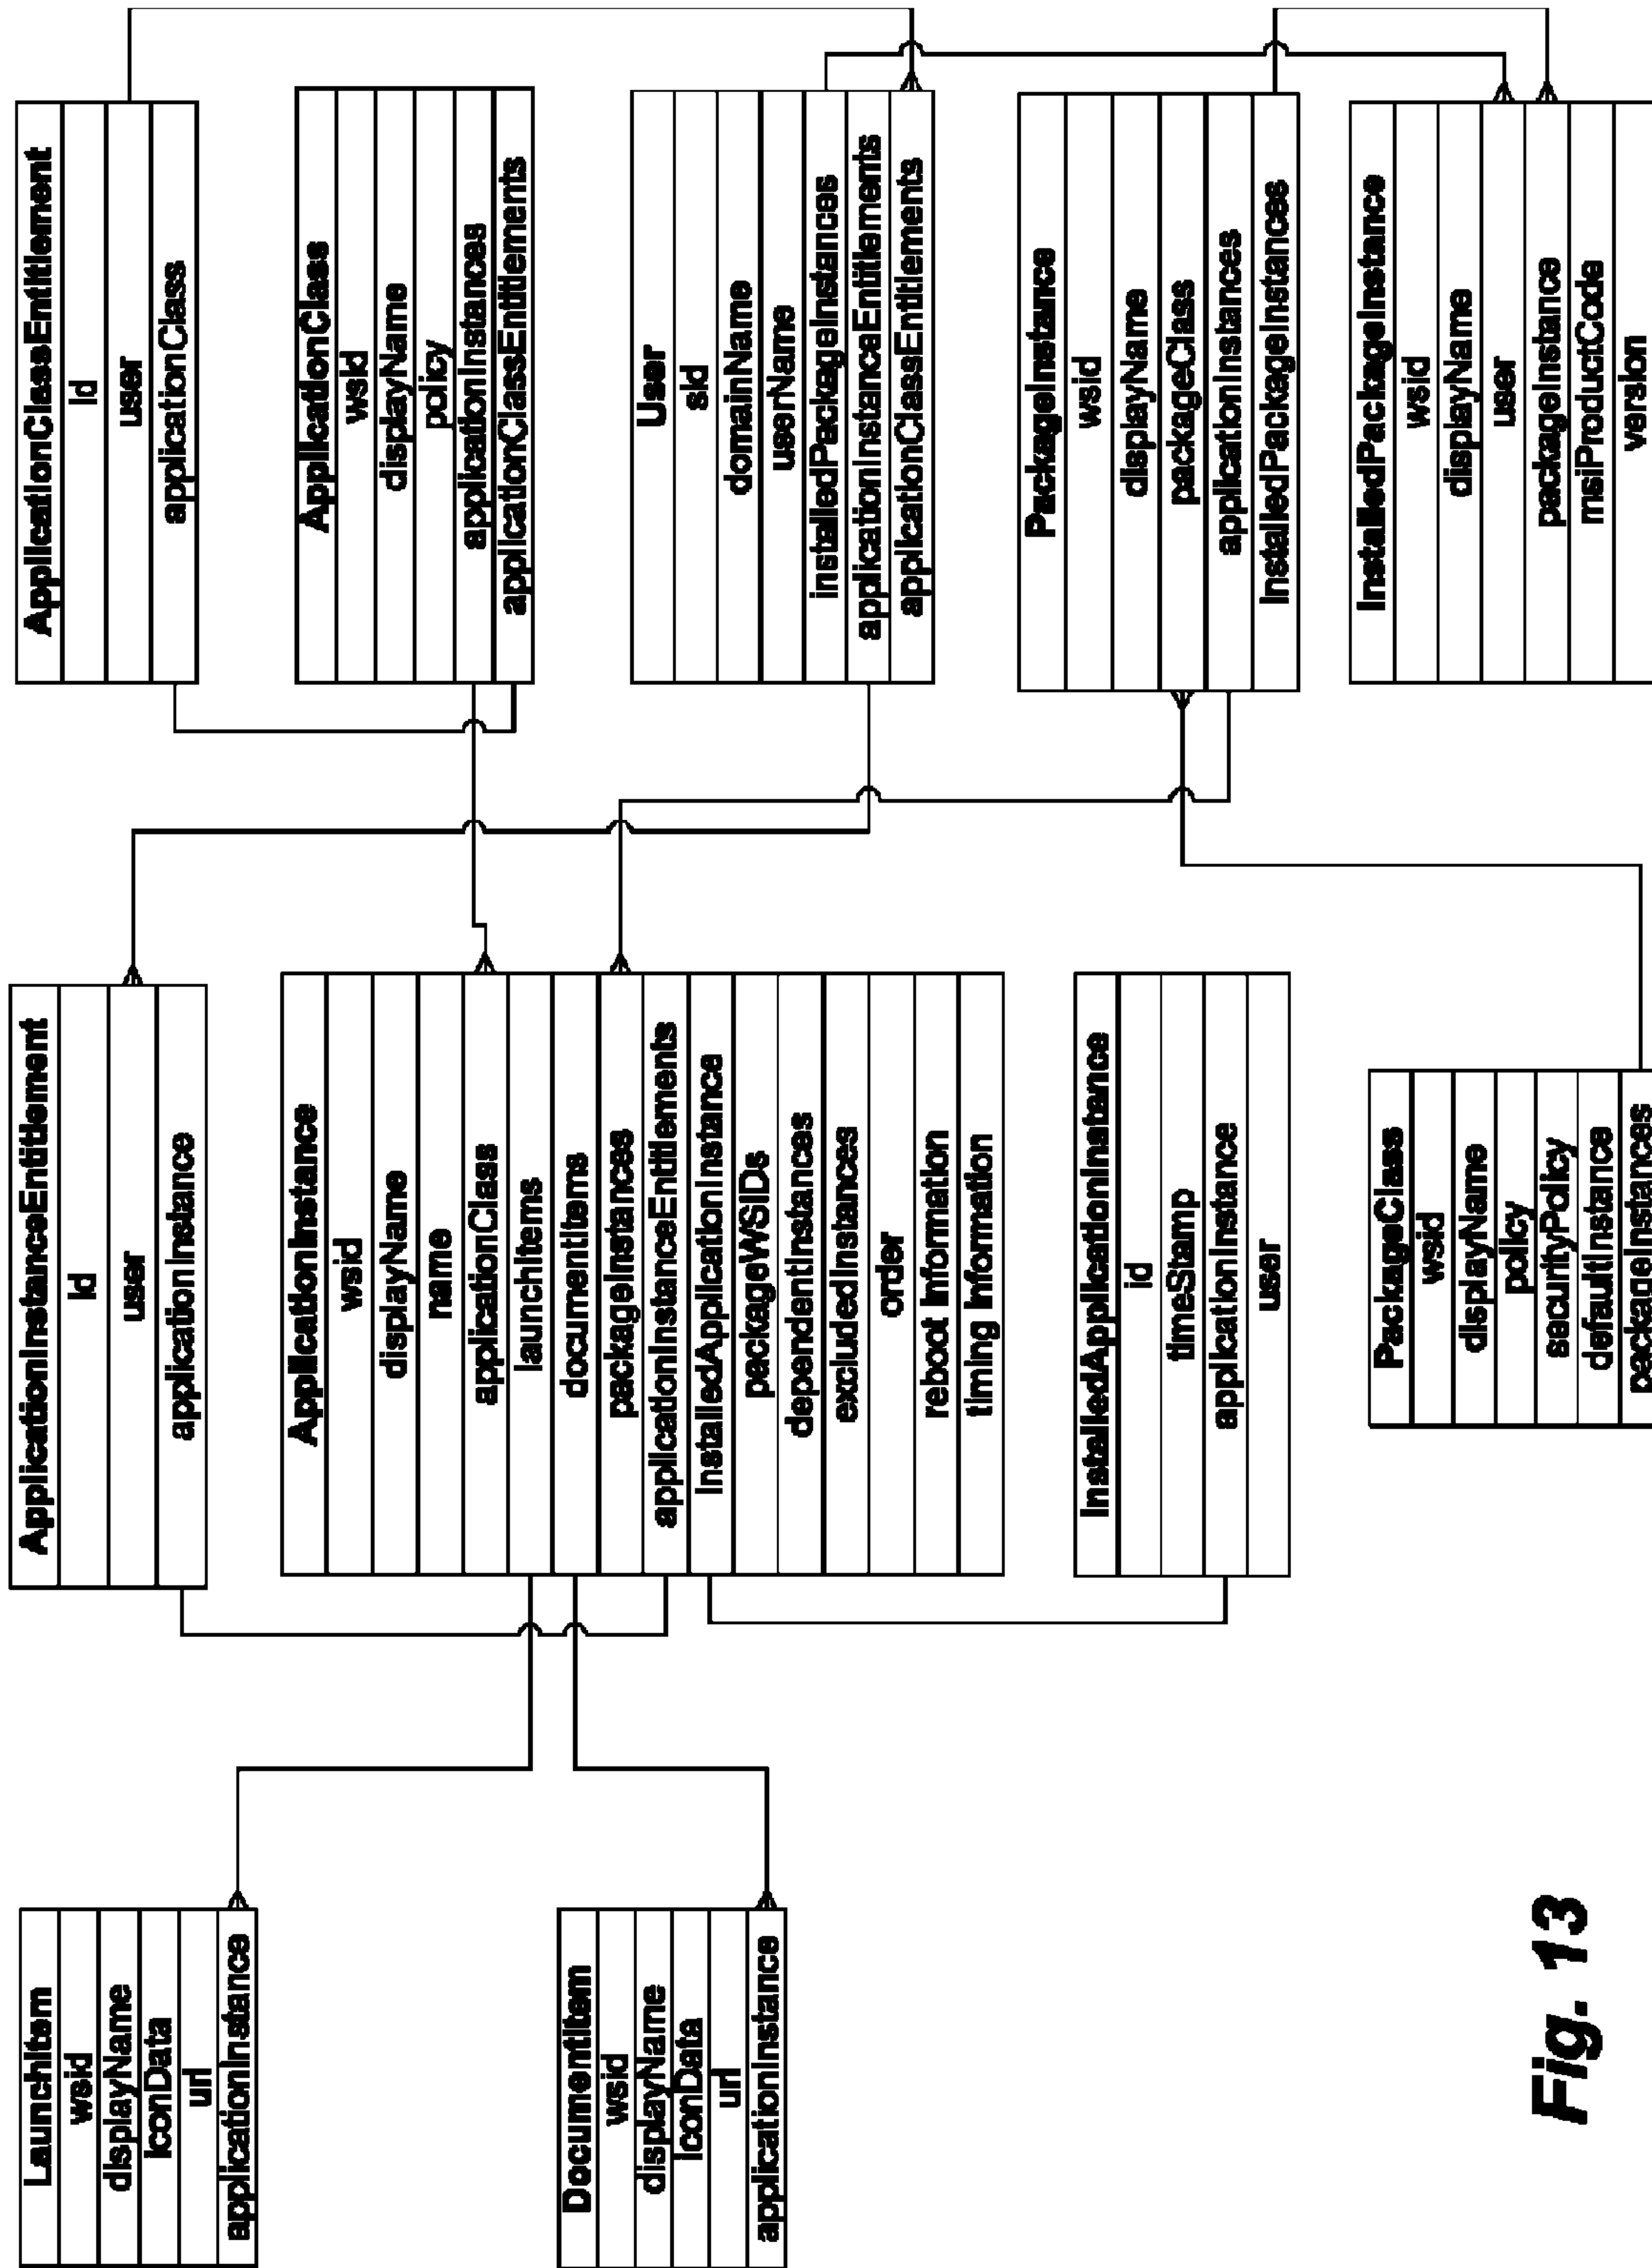 LaunchItem
wsid
displayName
iconData
url
applicationInstance
DocumentItem
wsid
displayName
iconData
url
applicationInstance
ApplicationInstanceEntitlement
id
user
applicationInstance
ApplicationInstance
wsid
displayName
name
applicationClass
launchItems
documentItems
packageInstances
applicationInstanceEntitlements
installedApplicationInstance
packageWSIDs
dependentInstances
excludedInstances
order
reboot information
timing information
InstalledApplicationInstance
id
timeStamp
applicationInstance
user
PackageClass
wsid
displayName
policy
securityPolicy
defaultInstance
packageInstances
ApplicationClassEntitlement
id
user
applicationClass
ApplicationClass
wsid
displayName
policy
applicationInstances
applicationClassEntitlements
User
sid
domainName
userName
installedPackageInstances
applicationInstanceEntitlements
applicationClassEntitlements
PackageInstance
wsid
displayName
packageClass
applicationInstances
installedPackageInstances
InstalledPackageInstance
wsid
displayName
user
packageInstance
msiProductCode
version
Fig. 13